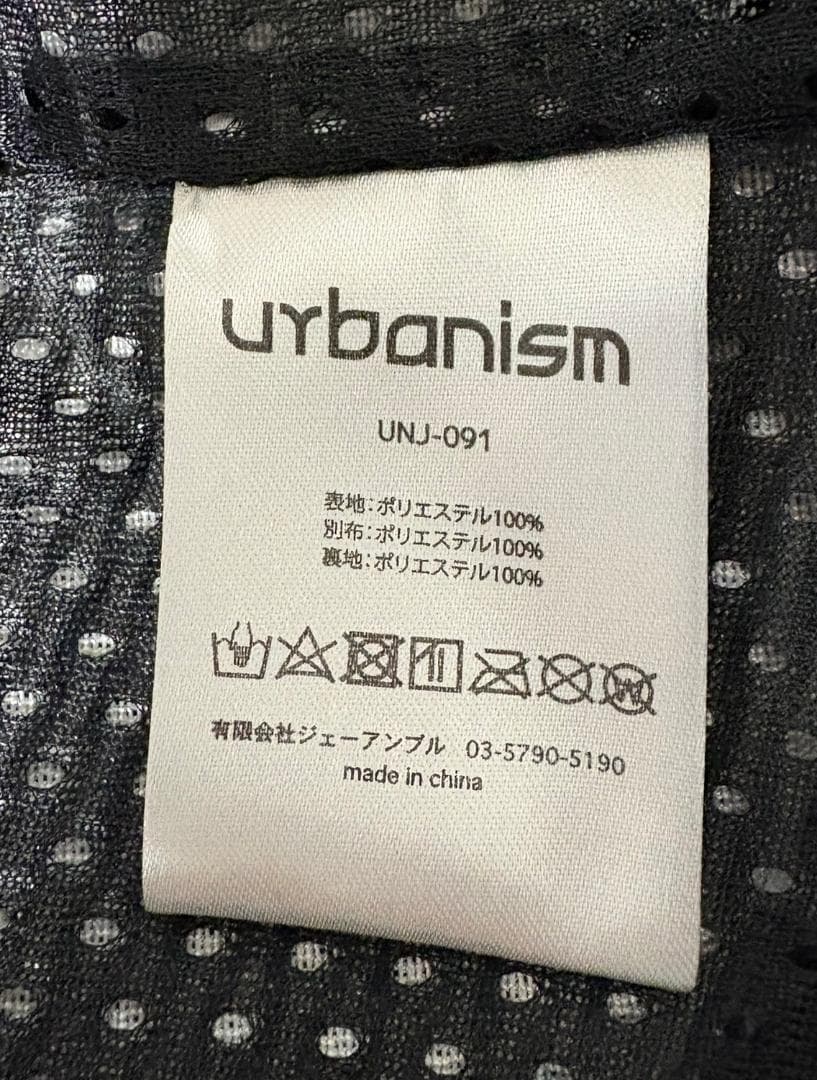 urbanism
UNJ-091
表地:ポリエステル100%
別布:ポリエステル100%
裏地:ポリエステル100%
有限会社ジェーアンブル 03-5790-5190
made in china